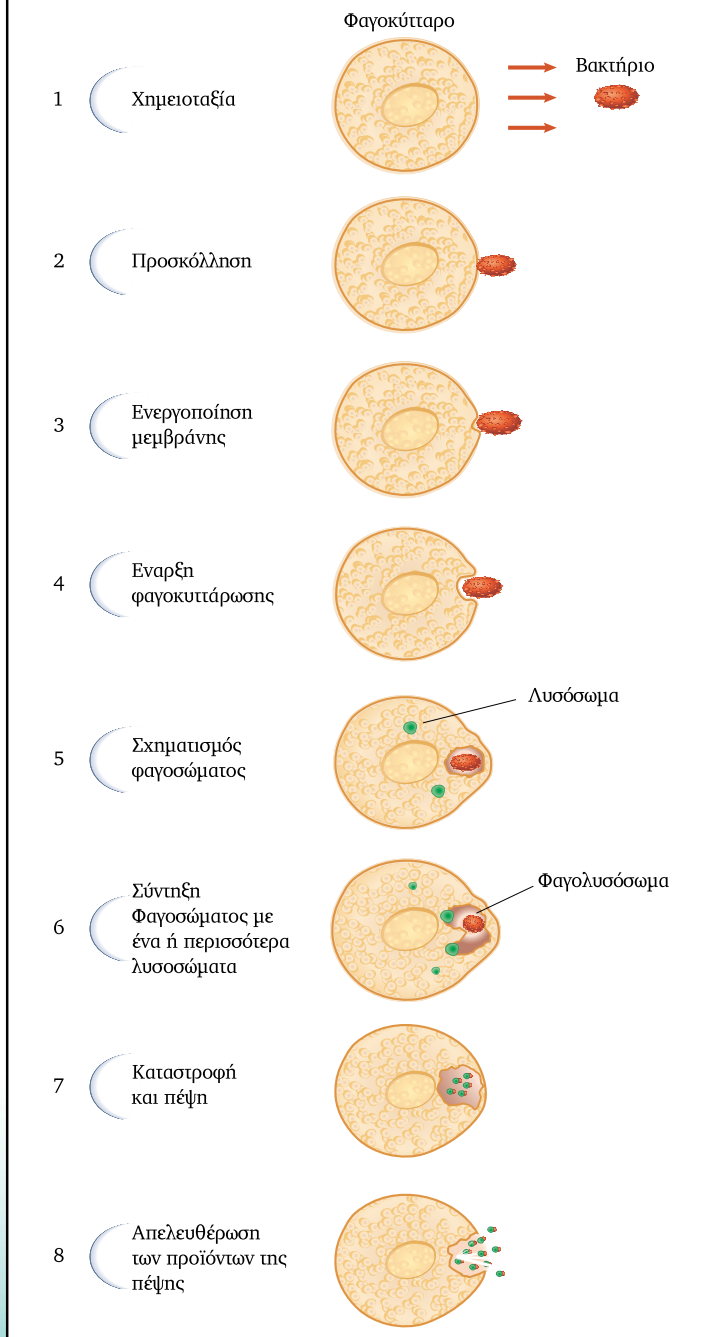 Φαγοκύτταρο
Βακτήριο
1 Χημειοταξία
2 Προσκόλληση
3 Ενεργοποίηση
μεμβράνης
4 Εναρξη
φαγοκυττάρωσης
Λυσόσωμα
5 Σχηματισμός
φαγοσώματος
Φαγολυσόσωμα
6 Σύντηξη
Φαγοσώματος με
ένα ή περισσότερα
λυσοσώματα
7 Καταστροφή
και πέψη
8 Απελευθέρωση
των προϊόντων της
πέψης